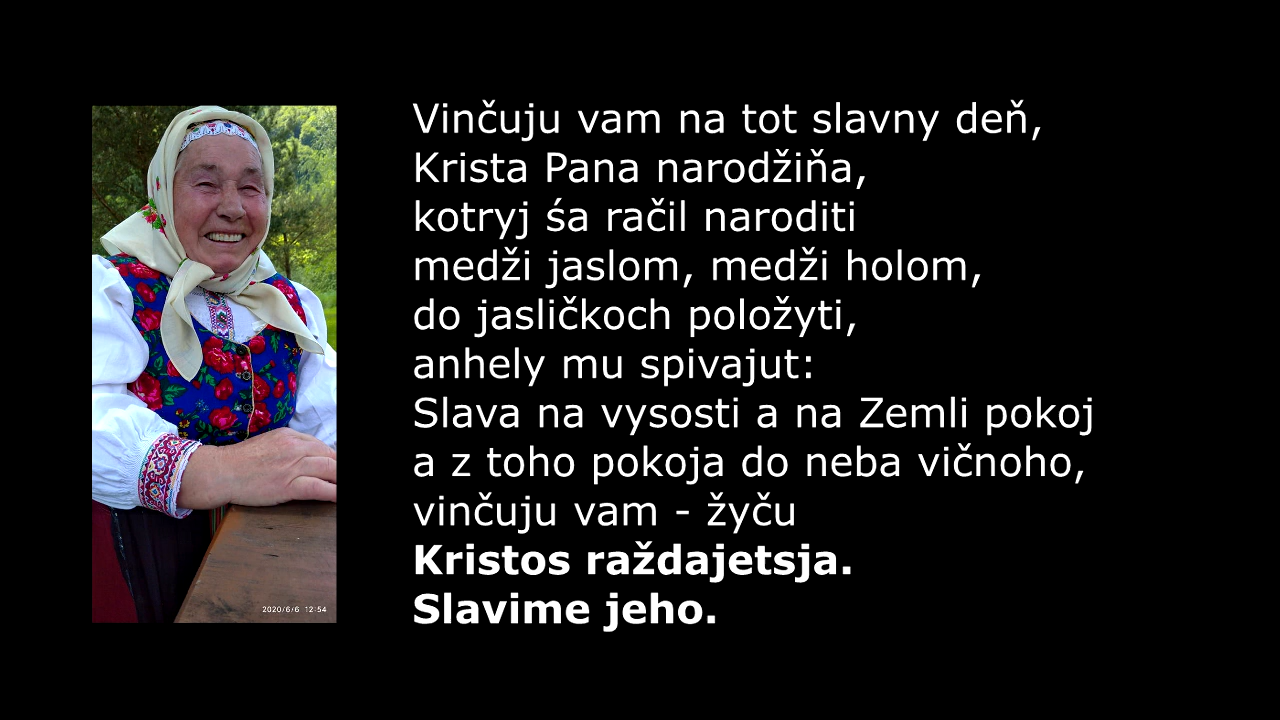 Vinčuju vam na tot slavny deň,
Krista Pana narodžiňa,
kotryj śa račil naroditi
medži jaslom, medži holom,
do jasličkoch položyti,
anhely mu spivajut:
Slava na vysosti a na Zemli pokoj
a z toho pokoja do neba vičnoho,
vinčuju vam - žyču
Kristos raždajetsja.
Slavime jeho.
2020/6/6 12:54